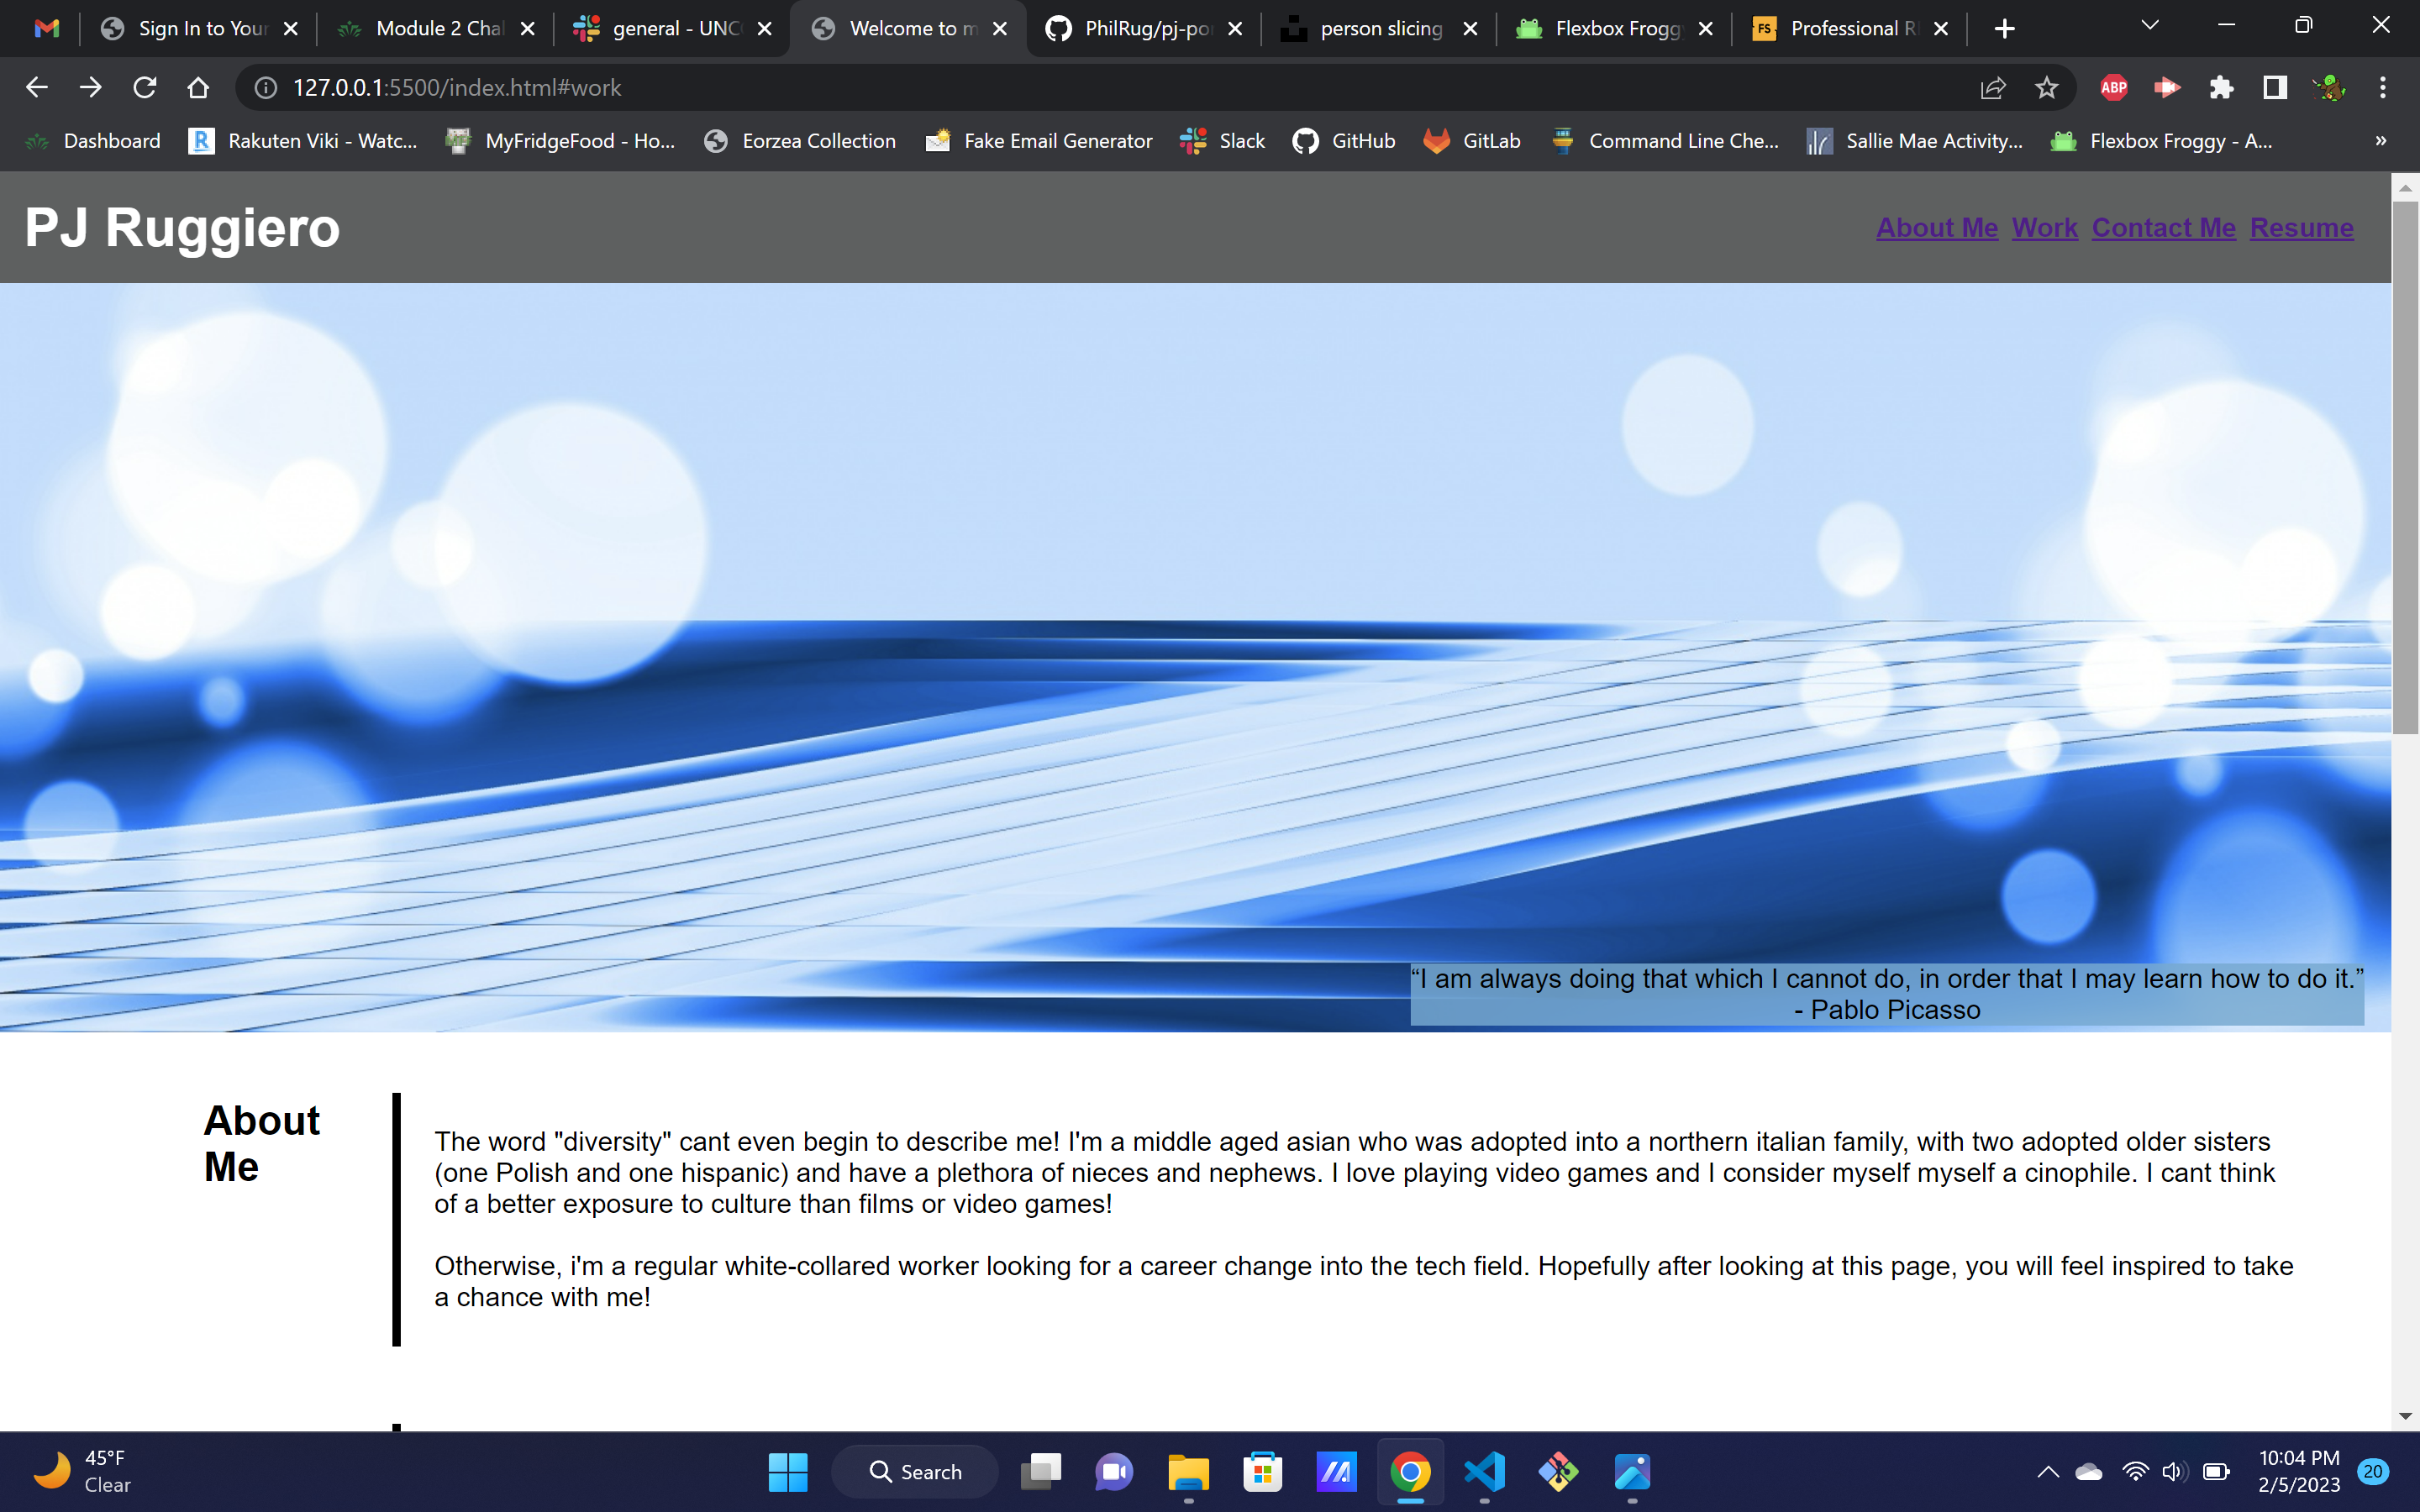 Sign In to Your
Module 2 Chal
general - UNC
Welcome to m
PhilRug/pj-por
person slicing
Flexbox Frogg
FS
Professional R
127.0.0.1:5500/index.html#work
ABP
Dashboard
R
Rakuten Viki - Watc...
MyFridgeFood - Ho...
Eorzea Collection
Fake Email Generator
Slack
GitHub
GitLab
Command Line Che...
Sallie Mae Activity...
Flexbox Froggy - A...
»
PJ Ruggiero
About Me Work Contact Me Resume
“I am always doing that which I cannot do, in order that I may learn how to do it.”
- Pablo Picasso
About
Me
The word "diversity" cant even begin to describe me! I'm a middle aged asian who was adopted into a northern italian family, with two adopted older sisters
(one Polish and one hispanic) and have a plethora of nieces and nephews. I love playing video games and I consider myself myself a cinophile. I cant think
of a better exposure to culture than films or video games!
Otherwise, i'm a regular white-collared worker looking for a career change into the tech field. Hopefully after looking at this page, you will feel inspired to take
a chance with me!
45°F
Clear
Search
10:04 PM
2/5/2023
20